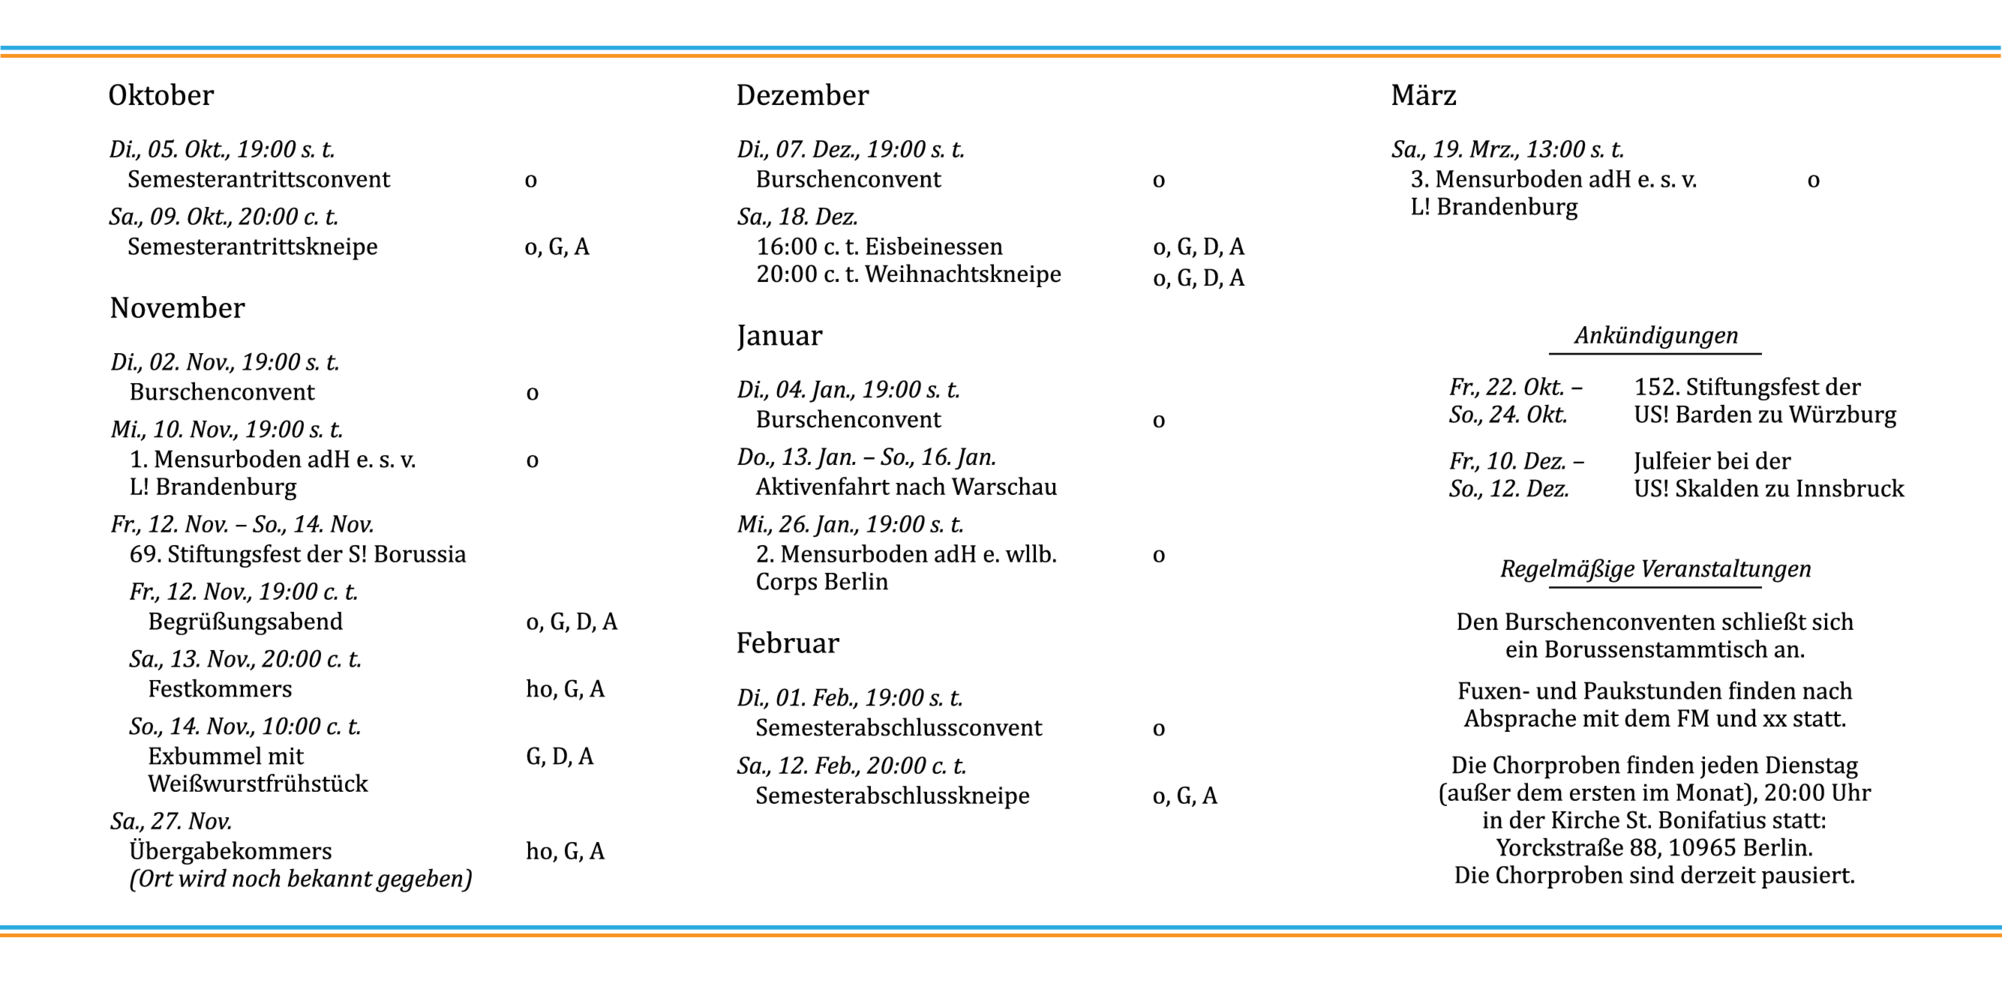 Oktober
Di., 05. Okt., 19:00 s. t.
Semesterantrittsconvent o
Sa., 09. Okt., 20:00 c. t.
Semesterantrittskneipe o, G, A
November
Di., 02. Nov., 19:00 s. t.
Burschenconvent o
Mi., 10. Nov., 19:00 s. t.
1. Mensurboden adH e. s. v. o
L! Brandenburg
Fr., 12. Nov. – So., 14. Nov.
69. Stiftungsfest der S! Borussia
Fr., 12. Nov., 19:00 c. t.
Begrüßungsabend o, G, D, A
Sa., 13. Nov., 20:00 c. t.
Festkommers ho, G, A
So., 14. Nov., 10:00 c. t.
Exbummel mit G, D, A
Weißwurstfrühstück
Sa., 27. Nov.
Übergabekommers ho, G, A
(Ort wird noch bekannt gegeben)
Dezember
Di., 07. Dez., 19:00 s. t.
Burschenconvent o
Sa., 18. Dez.
16:00 c. t. Eisbeinessen o, G, D, A
20:00 c. t. Weihnachtskneipe o, G, D, A
Januar
Di., 04. Jan., 19:00 s. t.
Burschenconvent o
Do., 13. Jan. – So., 16. Jan.
Aktivenfahrt nach Warschau
Mi., 26. Jan., 19:00 s. t.
2. Mensurboden adH e. wllb. o
Corps Berlin
Februar
Di., 01. Feb., 19:00 s. t.
Semesterabschlussconvent o
Sa., 12. Feb., 20:00 c. t.
Semesterabschlusskneipe o, G, A
März
Sa., 19. Mrz., 13:00 s. t.
3. Mensurboden adH e. s. v. o
L! Brandenburg
Ankündigungen
Fr., 22. Okt. – 152. Stiftungsfest der
So., 24. Okt. US! Barden zu Würzburg
Fr., 10. Dez. – Julfeier bei der
So., 12. Dez. US! Skalden zu Innsbruck
Regelmäßige Veranstaltungen
Den Burschenconventen schließt sich
ein Borussenstammtisch an.
Fuxen- und Paukstunden finden nach
Absprache mit dem FM und xx statt.
Die Chorproben finden jeden Dienstag
(außer dem ersten im Monat), 20:00 Uhr
in der Kirche St. Bonifatius statt:
Yorckstraße 88, 10965 Berlin.
Die Chorproben sind derzeit pausiert.